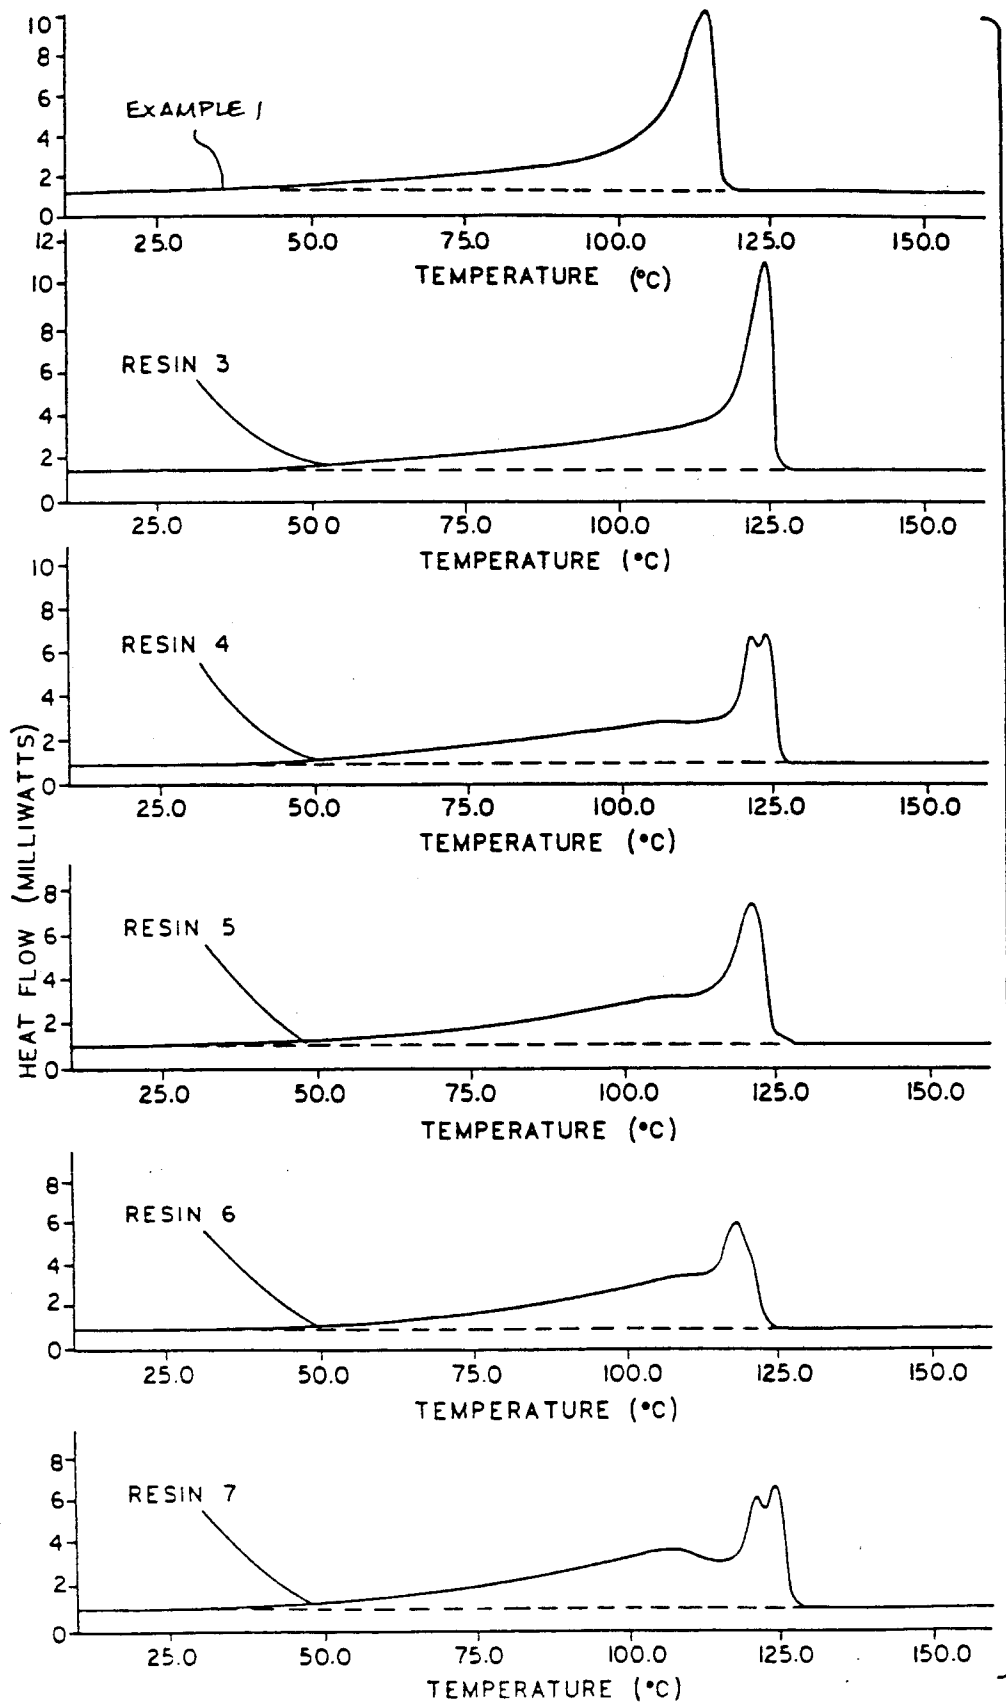 10
8
6
4
2
0
EXAMPLE 1
25.0 50.0 75.0 100.0 125.0 150.0
TEMPERATURE (°C)
12
10
8
6
4
2
0
RESIN 3
25.0 50.0 75.0 100.0 125.0 150.0
TEMPERATURE (°C)
10
8
6
4
2
0
RESIN 4
25.0 50.0 75.0 100.0 125.0 150.0
TEMPERATURE (°C)
HEAT FLOW (MILLIWATTS)
8
6
4
2
0
RESIN 5
25.0 50.0 75.0 100.0 125.0 150.0
TEMPERATURE (°C)
8
6
4
2
0
RESIN 6
25.0 50.0 75.0 100.0 125.0 150.0
TEMPERATURE (°C)
8
6
4
2
0
RESIN 7
25.0 50.0 75.0 100.0 125.0 150.0
TEMPERATURE (°C)